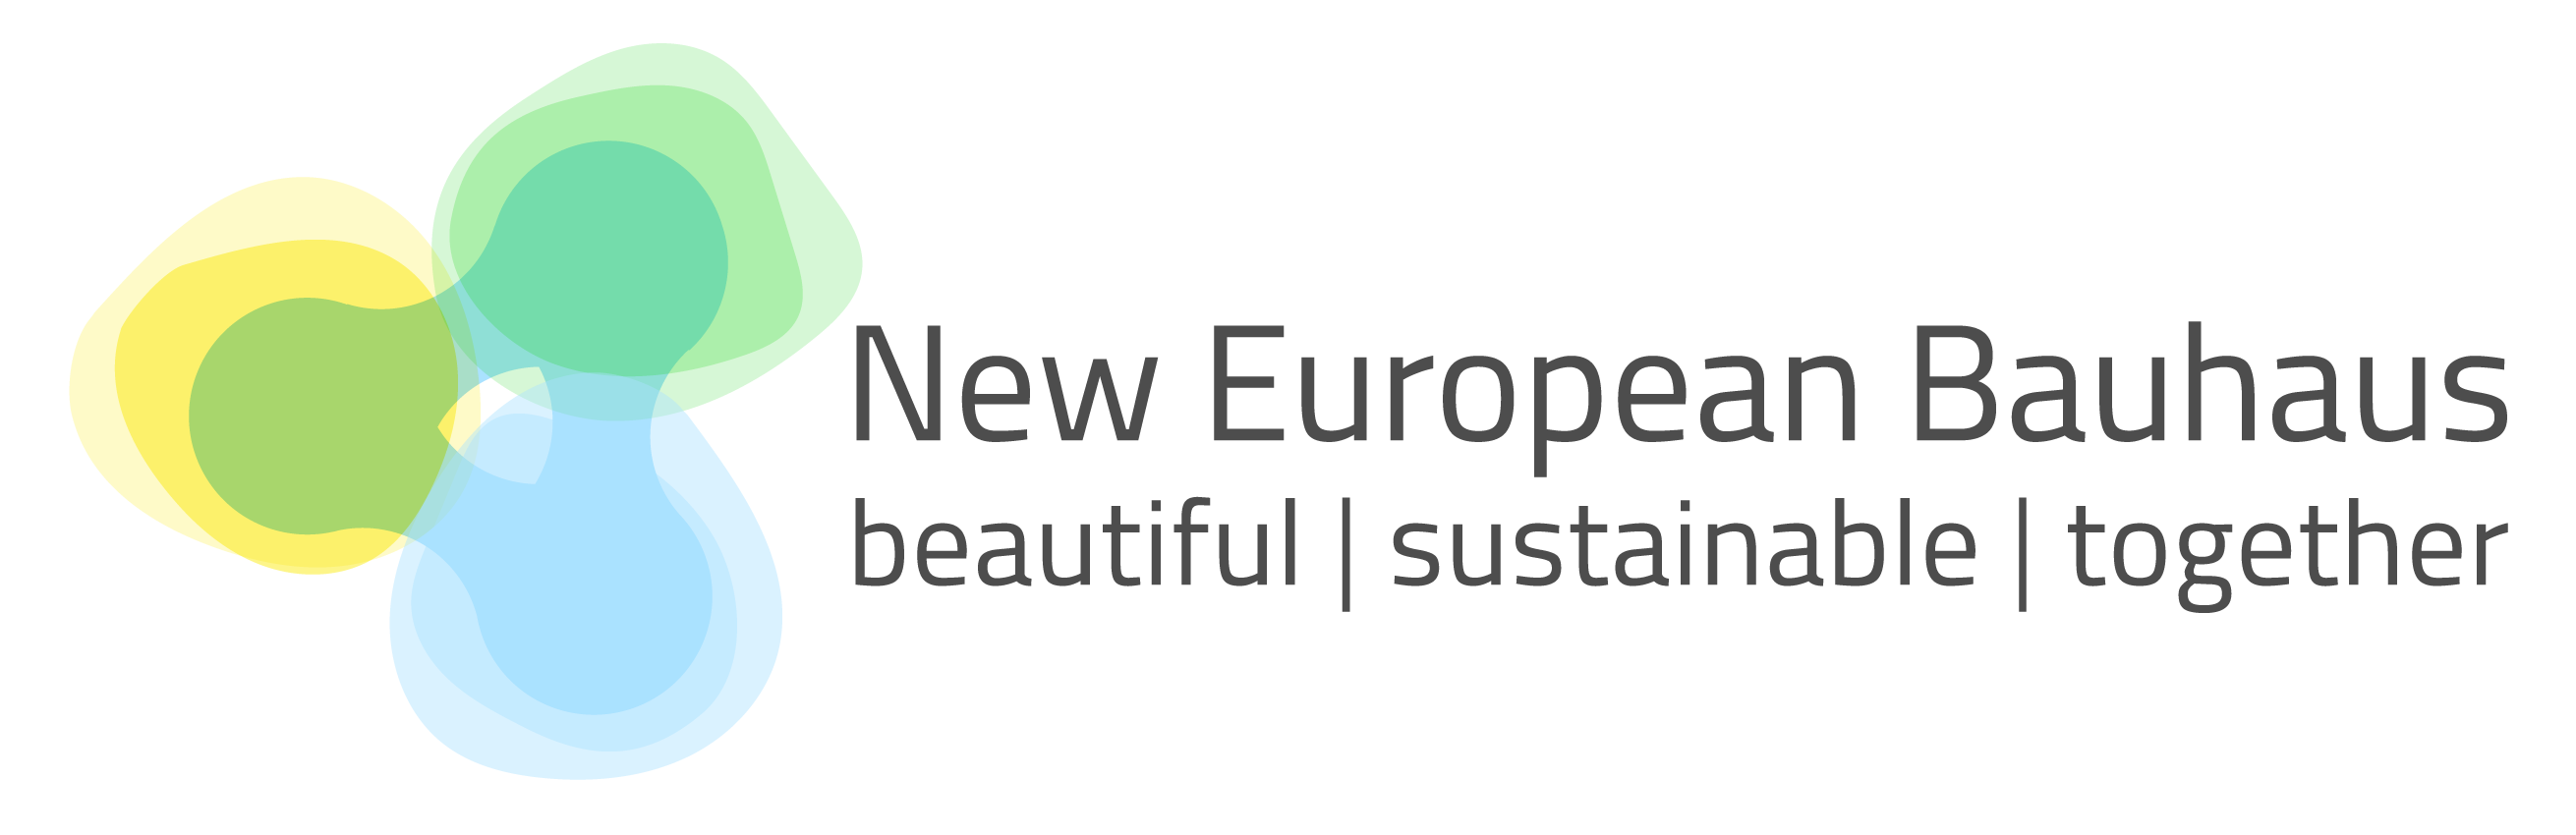 New European Bauhaus
beautiful | sustainable | together